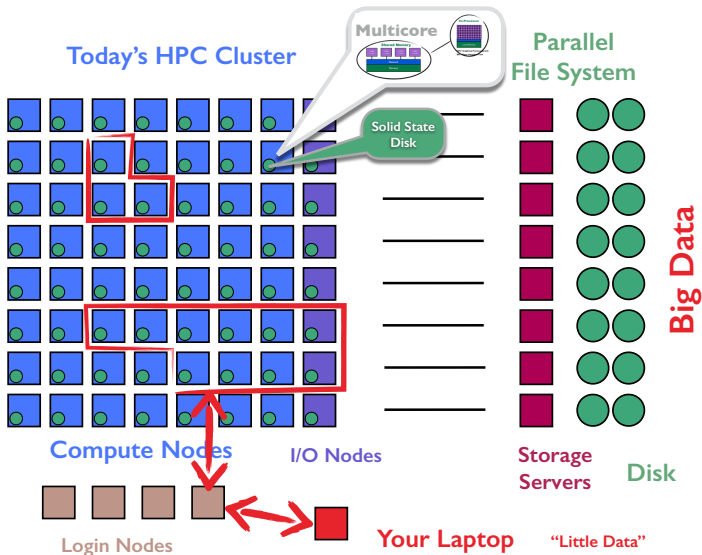 Today's HPC Cluster
Multicore
Shared Memory
Parallel
File System
Solid State
Disk
Big Data
Compute Nodes
I/O Nodes
Storage
Servers
Disk
Login Nodes
Your Laptop
“Little Data”